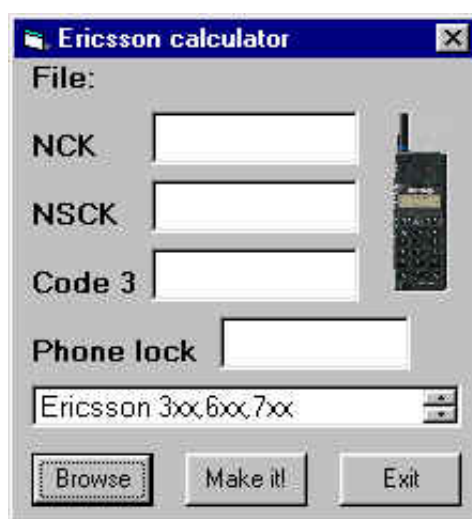 Ericsson calculator
File:
NCK
NSCK
Code 3
Phone lock
Ericsson 3xx,6xx,7xx
Browse Make it! Exit